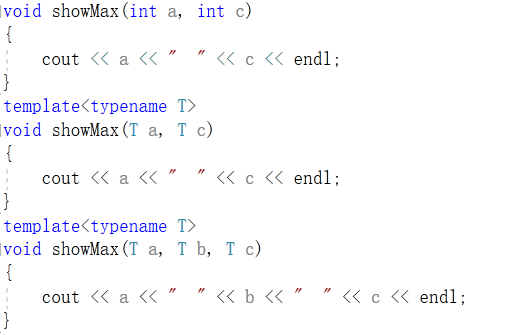 void showMax(int a, int c)
{
    cout << a << "  " << c << endl;
}
template<typename T>
void showMax(T a, T c)
{
    cout << a << "  " << c << endl;
}
template<typename T>
void showMax(T a, T b, T c)
{
    cout << a << "  " << b << "  " << c << endl;
}